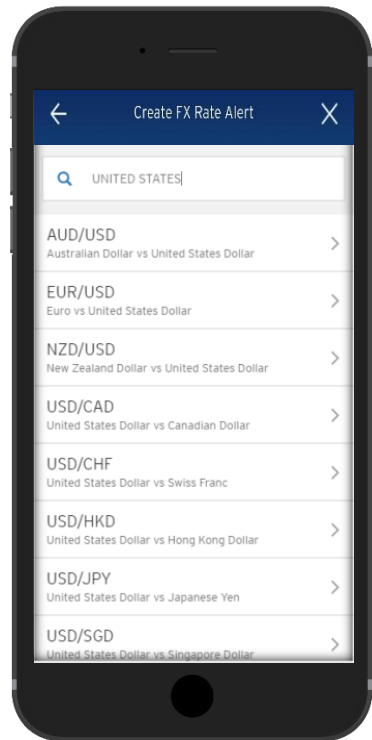 Create FX Rate Alert
UNITED STATES
AUD/USD
Australian Dollar vs United States Dollar
EUR/USD
Euro vs United States Dollar
NZD/USD
New Zealand Dollar vs United States Dollar
USD/CAD
United States Dollar vs Canadian Dollar
USD/CHF
United States Dollar vs Swiss Franc
USD/HKD
United States Dollar vs Hong Kong Dollar
USD/JPY
United States Dollar vs Japanese Yen
USD/SGD
United States Dollar vs Singapore Dollar